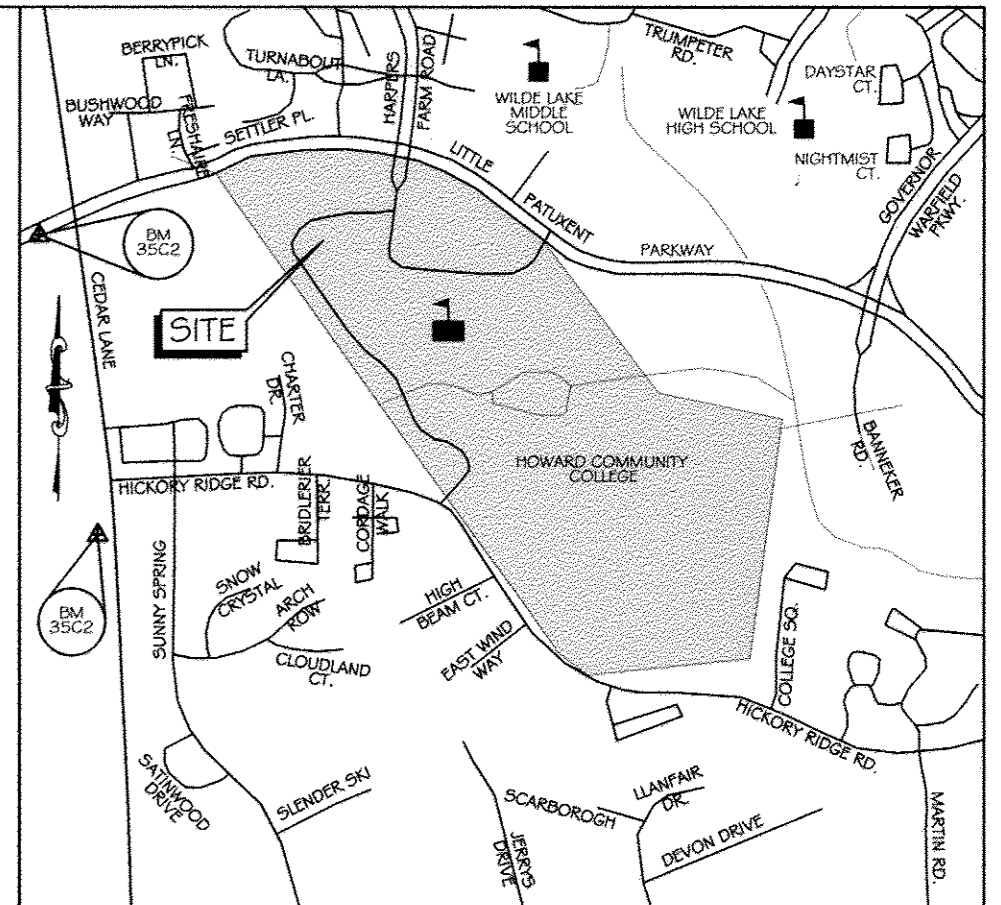 BERRYPICK
LN.
TURNABOUT
LA.
HARPERS
FARM ROAD
TRUMPETER
RD.
DAYSTAR
CT.
BUSHWOOD
WAY
FRESHAIRE
LN.
SETTLER PL.
WILDE LAKE
MIDDLE
SCHOOL
WILDE LAKE
HIGH SCHOOL
NIGHTMIST
CT.
LITTLE
PATUXENT
PARKWAY
GOVERNOR
WARFIELD
PKWY.
BM
35C2
CEDAR LANE
SITE
CHARTER
DR.
HOWARD COMMUNITY
COLLEGE
BANNEKER
RD.
HICKORY RIDGE RD.
BRIDLERIER
TERR.
CORDAGE
WALK
BM
35C2
SUNNY SPRING
SNOW
CRYSTAL
ARCH
ROW
CLOUDLAND
CT.
HIGH
BEAM CT.
EAST WIND
WAY
COLLEGE SQ.
HICKORY RIDGE RD.
SATINWOOD
DRIVE
SLENDER SKI
JERRYS
DRIVE
SCARBOROGH
LLANFAIR
DR.
DEVON DRIVE
MARTIN RD.